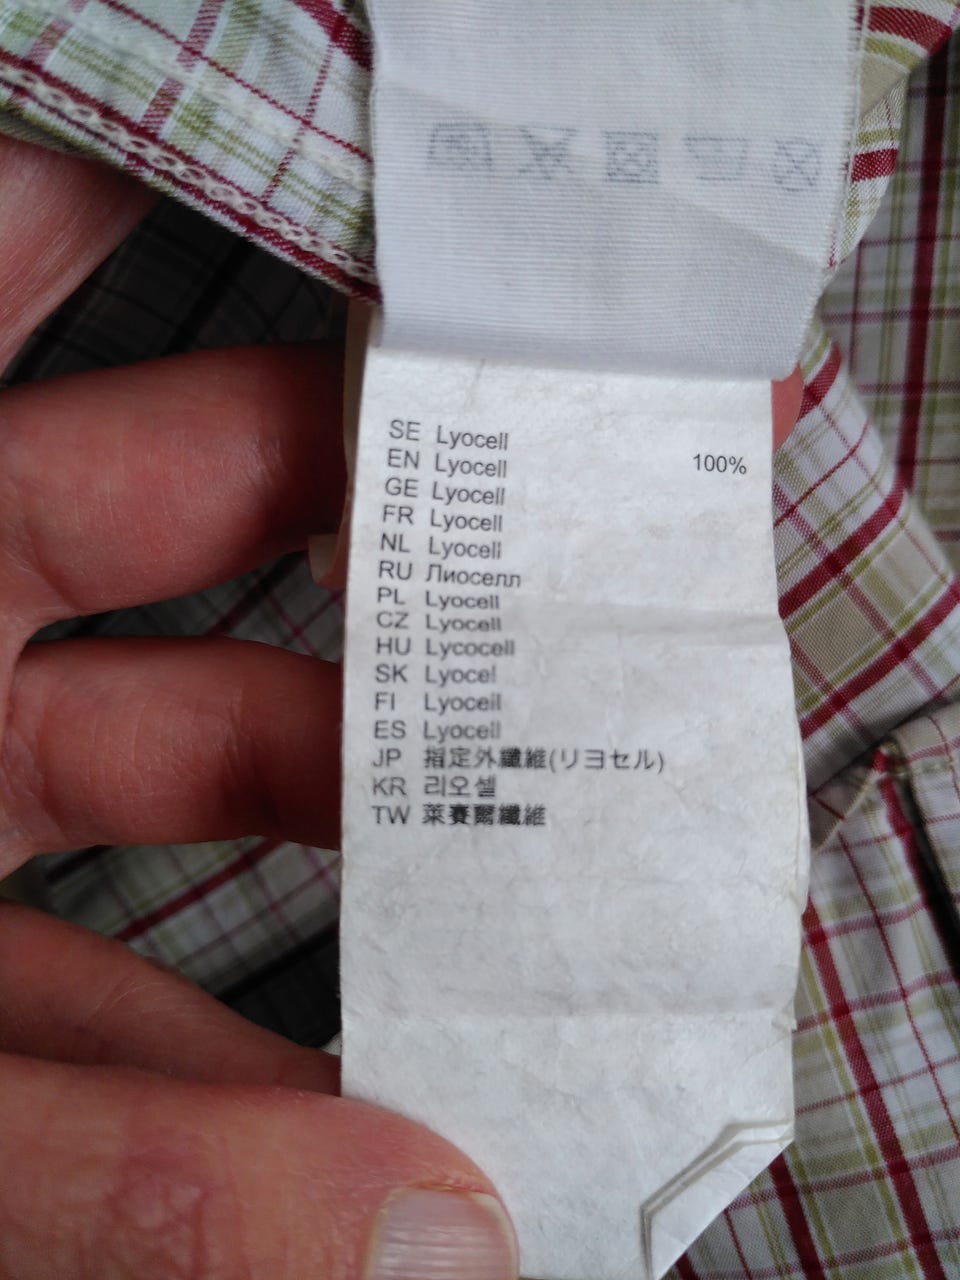 SE Lyocell
EN Lyocell 100%
GE Lyocell
FR Lyocell
NL Lyocell
RU Лиоселл
PL Lyocell
CZ Lyocell
HU Lycocell
SK Lyocel
FI Lyocell
ES Lyocell
JP 指定外繊維(リヨセル)
KR 리오셀
TW 萊賽爾纖維